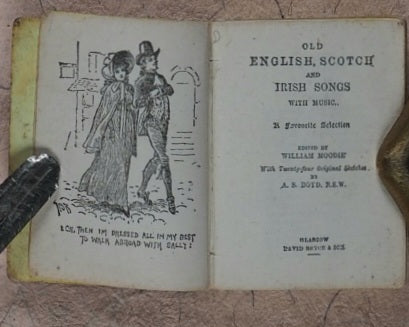 & OH, THEN IM DRESSED ALL IN MY BEST
TO WALK ABROAD WITH SALLY:
OLD
ENGLISH, SCOTCH
AND
IRISH SONGS
WITH MUSIC.
A Favourite Selection
EDITED BY
WILLIAM MOODIE
With Twenty-four Original Sketches
BY
A. S. BOYD, R.S.W.
GLASGOW
DAVID BRYCE & SON